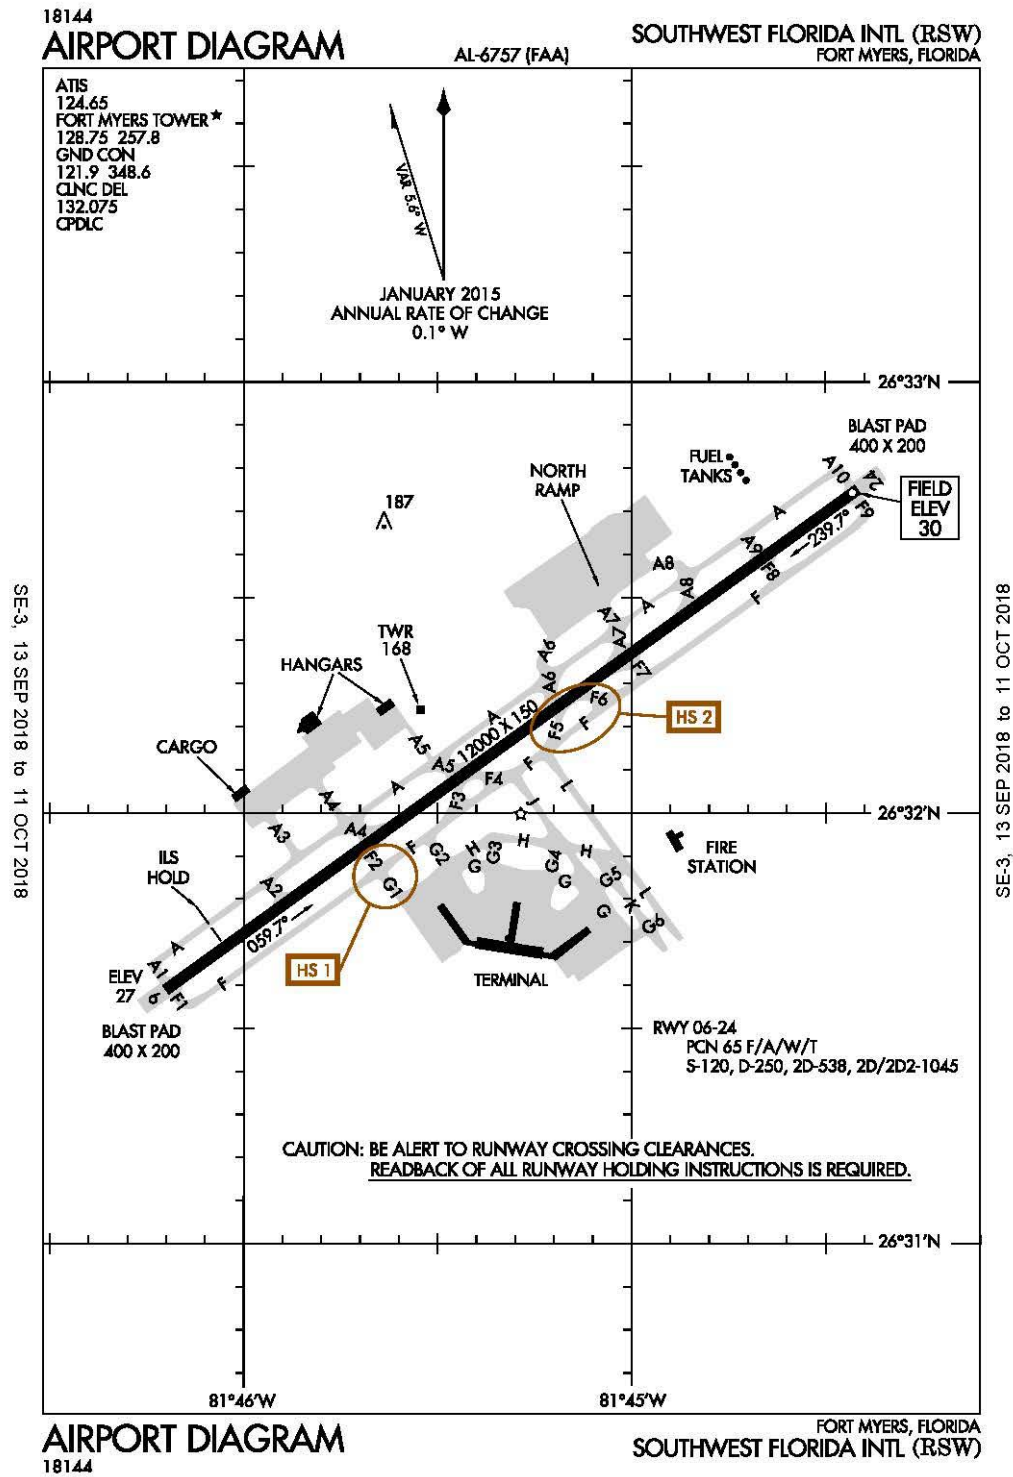 18144
AIRPORT DIAGRAM
AL-6757 (FAA)
SOUTHWEST FLORIDA INTL (RSW)
FORT MYERS, FLORIDA
ATIS
124.65
FORT MYERS TOWER★
128.75 257.8
GND CON
121.9 348.6
CLNC DEL
132.075
CPDLC
VAR 5.6° W
JANUARY 2015
ANNUAL RATE OF CHANGE
0.1° W
26°33'N
BLAST PAD
400 X 200
FUEL
TANKS
NORTH
RAMP
187
A10
24
F9
FIELD
ELEV
30
A
239.7°
A9
F8
A8
A8
F
A
A7
A7
F7
TWR
168
HANGARS
A6
A6
F6
F5
F
HS 2
A
12000 X 150
CARGO
A5
A5
F4
F
L
F3
A
J
A4
A4
A3
26°32'N
FIRE
STATION
ILS
HOLD
F2
F
G2
H
G
G3
H
G4
G
H
G5
G1
A2
L
K
G
G6
059.7°
HS 1
A
A1
ELEV
27
6
F1
F
TERMINAL
BLAST PAD
400 X 200
RWY 06-24
PCN 65 F/A/W/T
S-120, D-250, 2D-538, 2D/2D2-1045
CAUTION: BE ALERT TO RUNWAY CROSSING CLEARANCES.
READBACK OF ALL RUNWAY HOLDING INSTRUCTIONS IS REQUIRED.
26°31'N
81°46'W
81°45'W
SE-3, 13 SEP 2018 to 11 OCT 2018
SE-3, 13 SEP 2018 to 11 OCT 2018
AIRPORT DIAGRAM
18144
FORT MYERS, FLORIDA
SOUTHWEST FLORIDA INTL (RSW)